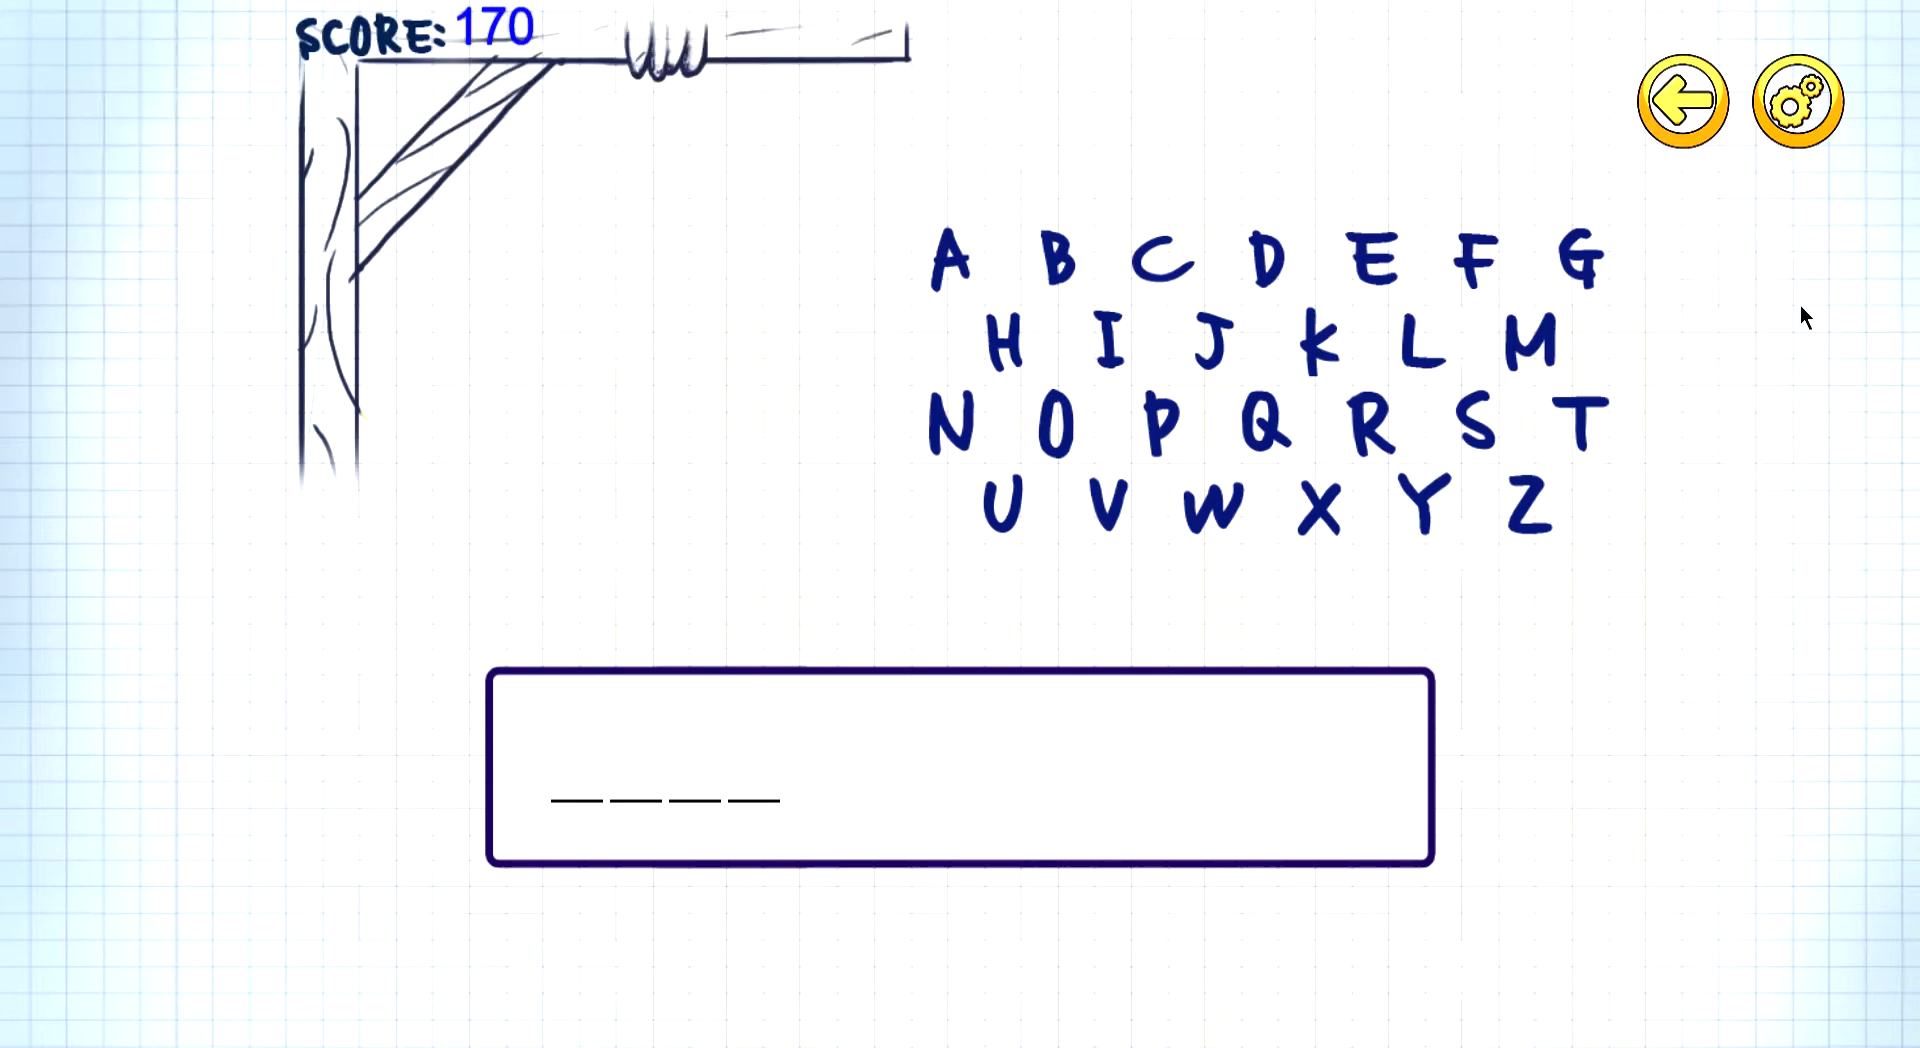 SCORE: 170
A B C D E F G
H I J K L M
N O P Q R S T
U V W X Y Z